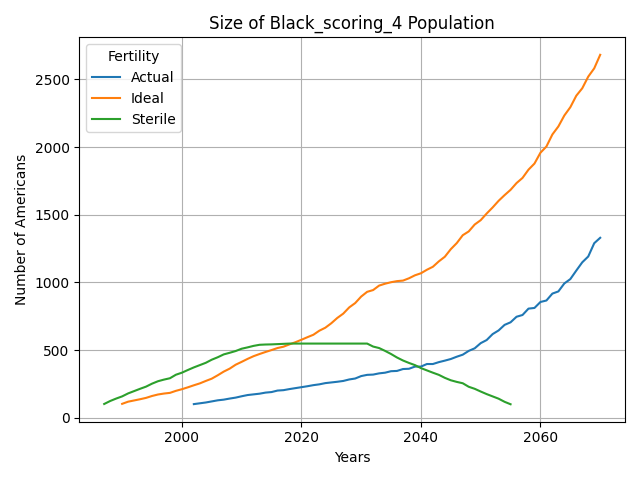 Size of Black_scoring_4 Population
Fertility
Actual
Ideal
Sterile
Number of Americans
2500
2000
1500
1000
500
0
2000 2020 2040 2060
Years